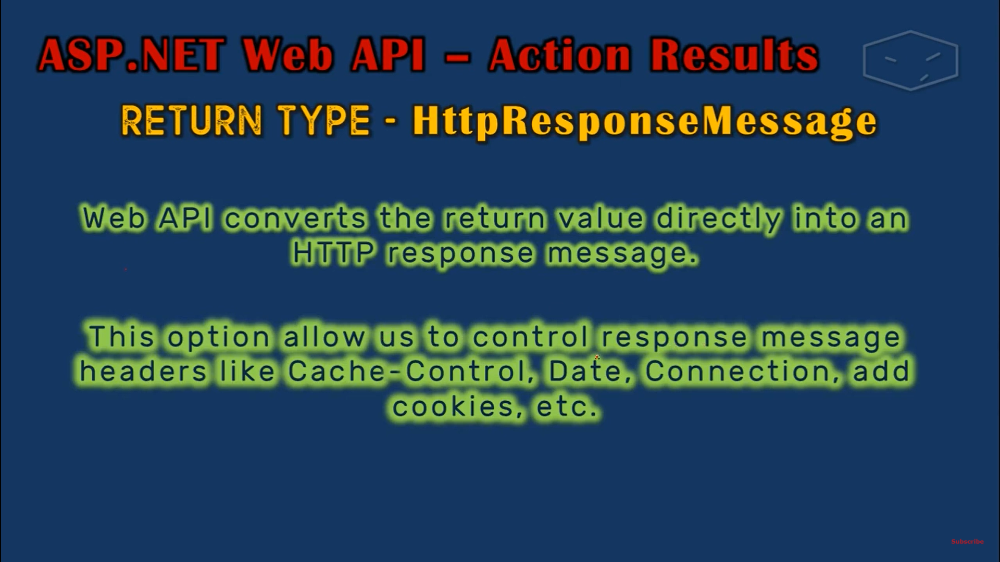 ASP.NET Web API – Action Results
RETURN TYPE - HttpResponseMessage
Web API converts the return value directly into an
HTTP response message.
This option allow us to control response message
headers like Cache-Control, Date, Connection, add
cookies, etc.
Subscribe